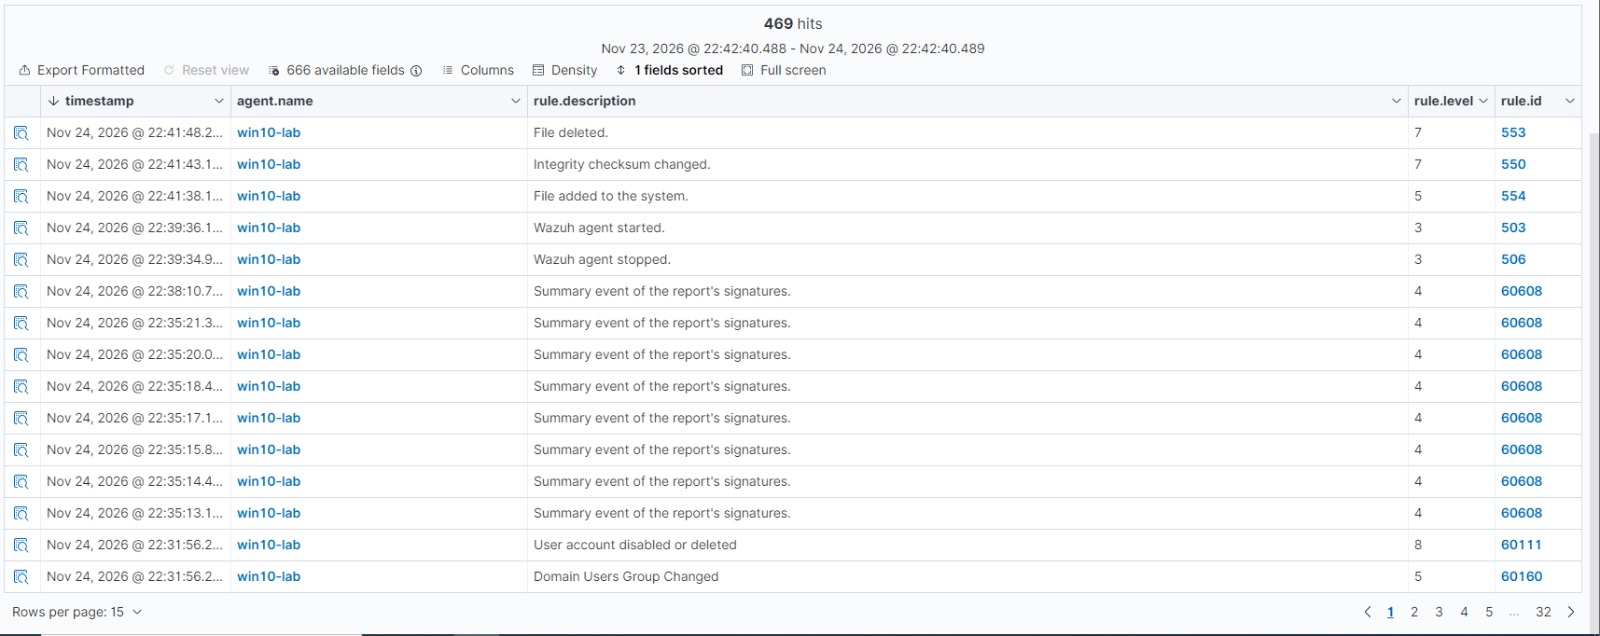 469 hits
Nov 23, 2026 @ 22:42:40.488 - Nov 24, 2026 @ 22:42:40.489
Export Formatted Reset view 666 available fields Columns Density 1 fields sorted Full screen
timestamp agent.name rule.description rule.level rule.id
Nov 24, 2026 @ 22:41:48.2... win10-lab File deleted. 7 553
Nov 24, 2026 @ 22:41:43.1... win10-lab Integrity checksum changed. 7 550
Nov 24, 2026 @ 22:41:38.1... win10-lab File added to the system. 5 554
Nov 24, 2026 @ 22:39:36.1... win10-lab Wazuh agent started. 3 503
Nov 24, 2026 @ 22:39:34.9... win10-lab Wazuh agent stopped. 3 506
Nov 24, 2026 @ 22:38:10.7... win10-lab Summary event of the report's signatures. 4 60608
Nov 24, 2026 @ 22:35:21.3... win10-lab Summary event of the report's signatures. 4 60608
Nov 24, 2026 @ 22:35:20.0... win10-lab Summary event of the report's signatures. 4 60608
Nov 24, 2026 @ 22:35:18.4... win10-lab Summary event of the report's signatures. 4 60608
Nov 24, 2026 @ 22:35:17.1... win10-lab Summary event of the report's signatures. 4 60608
Nov 24, 2026 @ 22:35:15.8... win10-lab Summary event of the report's signatures. 4 60608
Nov 24, 2026 @ 22:35:14.4... win10-lab Summary event of the report's signatures. 4 60608
Nov 24, 2026 @ 22:35:13.1... win10-lab Summary event of the report's signatures. 4 60608
Nov 24, 2026 @ 22:31:56.2... win10-lab User account disabled or deleted 8 60111
Nov 24, 2026 @ 22:31:56.2... win10-lab Domain Users Group Changed 5 60160
Rows per page: 15 1 2 3 4 5 ... 32